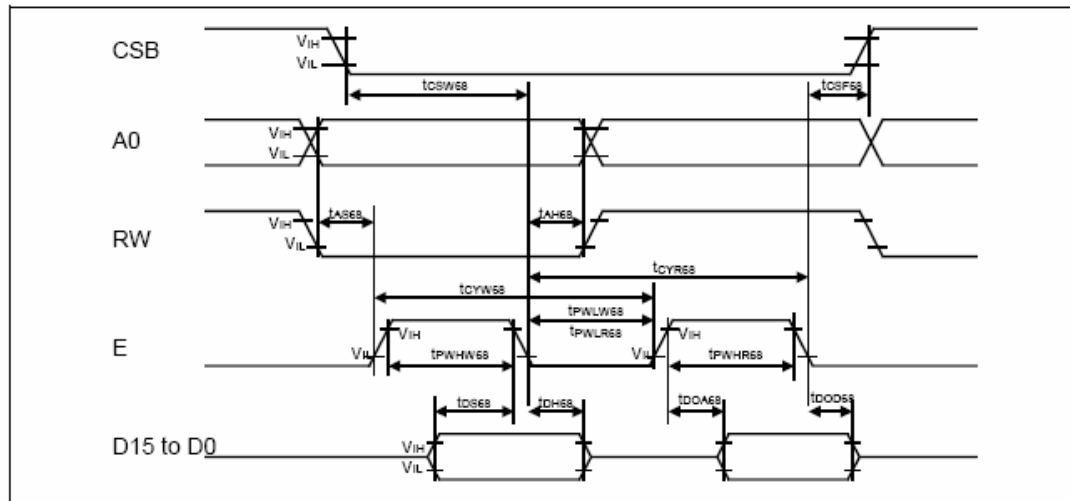 CSB
VIH
VIL
tCSW68
tCSF68
A0
VIH
VIL
RW
VIH
VIL
tAS68
tAH68
tCYR68
tCYW68
tPWLW68
tPWLR68
E
VIL
VIH
tPWHW68
VIL
VIH
tPWHR68
tDS68
tDH68
tDOA68
tDOD68
D15 to D0
VIH
VIL